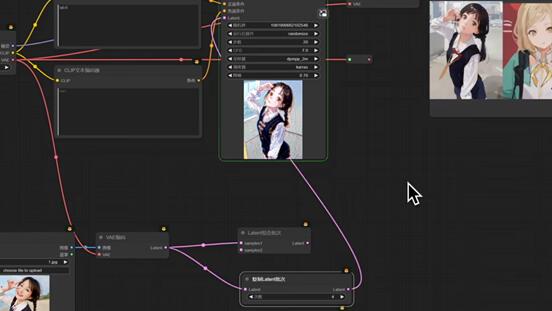 正面条件
负面条件
Latent
VAE
CLIP
VAE
随机种
运行后操作 randomize
步数 20
CFG 7.0
采样器 dpmpp_2m
调度器 karras
降噪
CLIP文本编码器
CLIP 条件
VAE编码
图像 图像 Latent
遮罩 VAE
1.jpg
choose file to upload
Latent组合批次
samples1 Latent
samples2
复制Latent批次
Latent Latent
次数 4